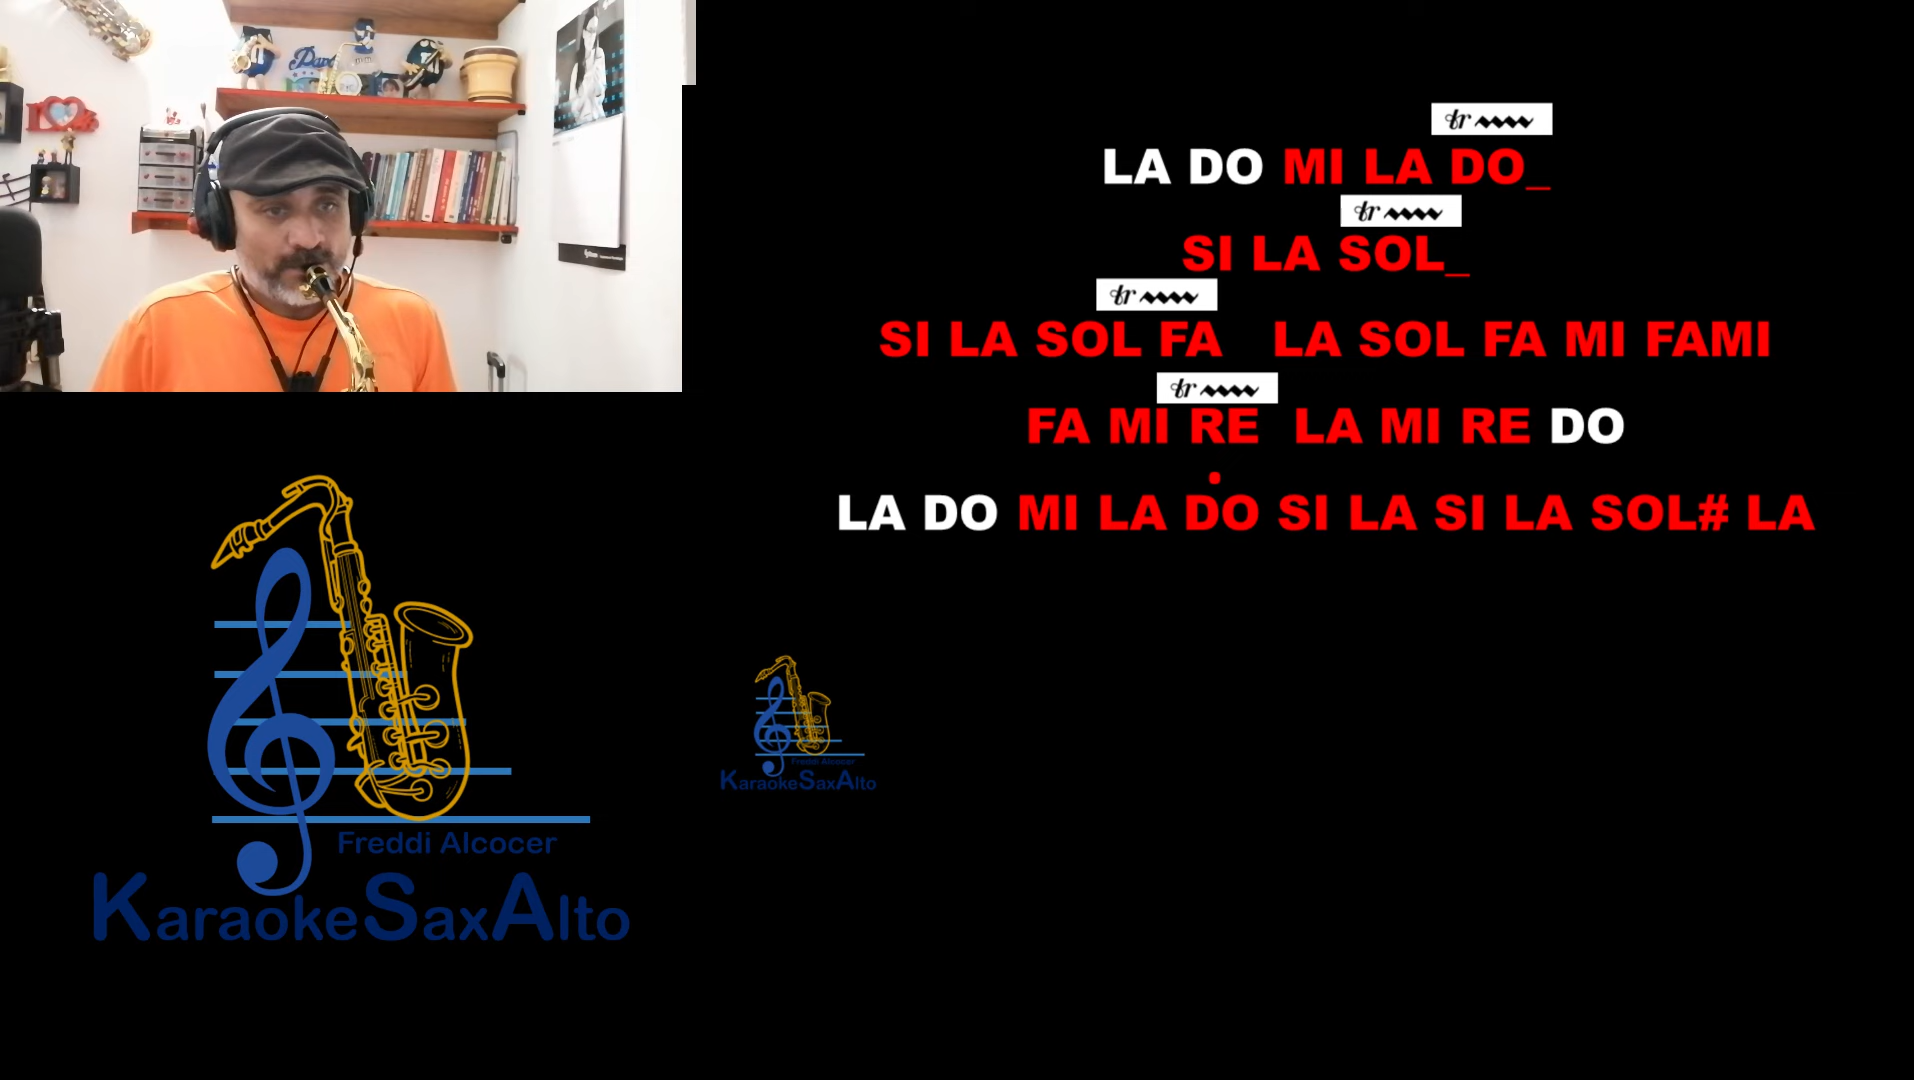 Papá
tr
LA DO MI LA DO_
tr
SI LA SOL_
tr
SI LA SOL FA LA SOL FA MI FAMI
tr
FA MI RE LA MI RE DO
LA DO MI LA DO SI LA SI LA SOL# LA
Freddi Alcocer
KaraokeSaxAlto
Freddi Alcocer
KaraokeSaxAlto